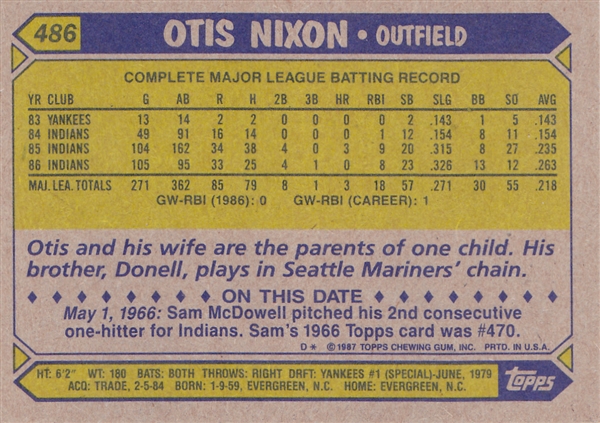 486
OTIS NIXON • OUTFIELD
COMPLETE MAJOR LEAGUE BATTING RECORD
YR CLUB G AB R H 2B 3B HR RBI SB SLG BB SO AVG
83 YANKEES 13 14 2 2 0 0 0 0 2 .143 1 5 .143
84 INDIANS 49 91 16 14 0 0 0 1 12 .154 8 11 .154
85 INDIANS 104 162 34 38 4 0 3 9 20 .315 8 27 .235
86 INDIANS 105 95 33 25 4 1 0 8 23 .326 13 12 .263
MAJ. LEA. TOTALS 271 362 85 79 8 1 3 18 57 .271 30 55 .218
GW-RBI (1986): 0 GW-RBI (CAREER): 1
Otis and his wife are the parents of one child. His
brother, Donell, plays in Seattle Mariners' chain.
ON THIS DATE
May 1, 1966: Sam McDowell pitched his 2nd consecutive
one-hitter for Indians. Sam's 1966 Topps card was #470.
D* ©1987 TOPPS CHEWING GUM, INC. PRTD. IN U.S.A.
HT: 6'2" WT: 180 BATS: BOTH THROWS: RIGHT DRFT: YANKEES #1 (SPECIAL)-JUNE, 1979
ACQ: TRADE, 2-5-84 BORN: 1-9-59, EVERGREEN, N.C. HOME: EVERGREEN, N.C.
topps